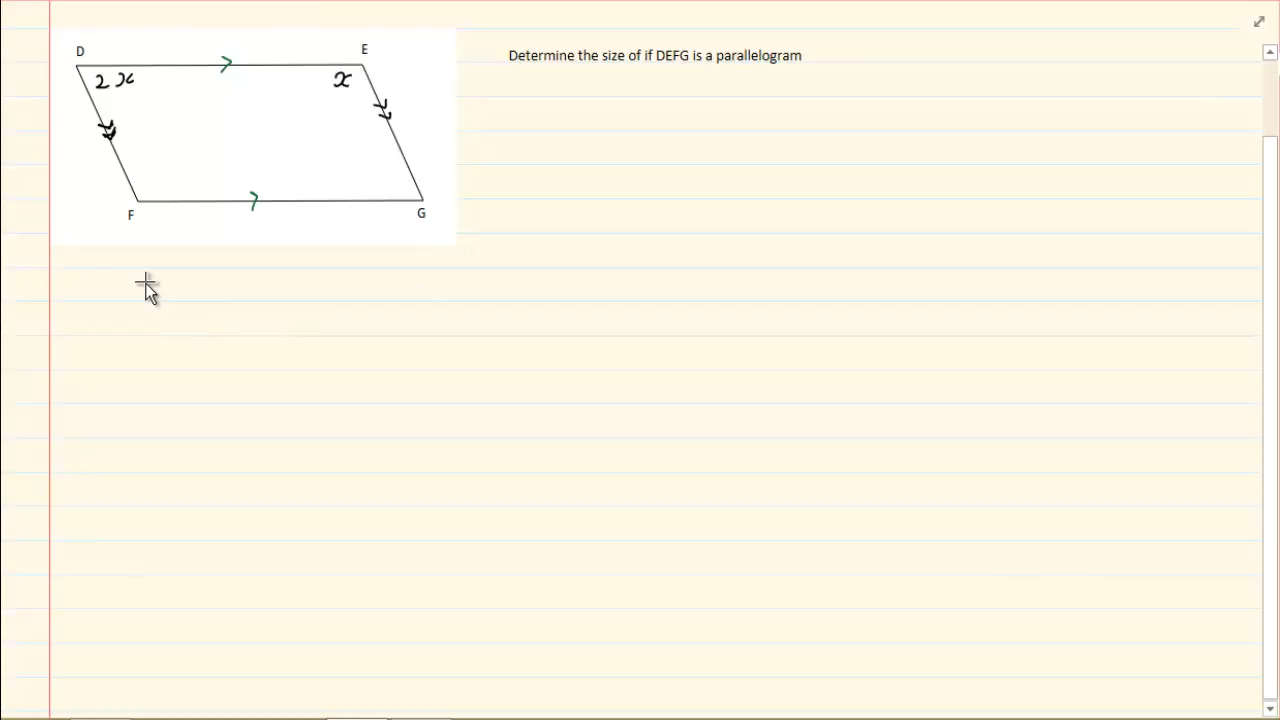 D
E
Determine the size of if DEFG is a parallelogram
2x
x
F
G